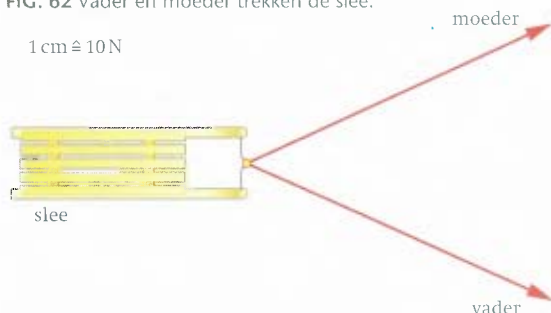 FIG. 62 Vader en moeder trekken de slee.
moeder
1 cm ≙ 10 N
slee
vader